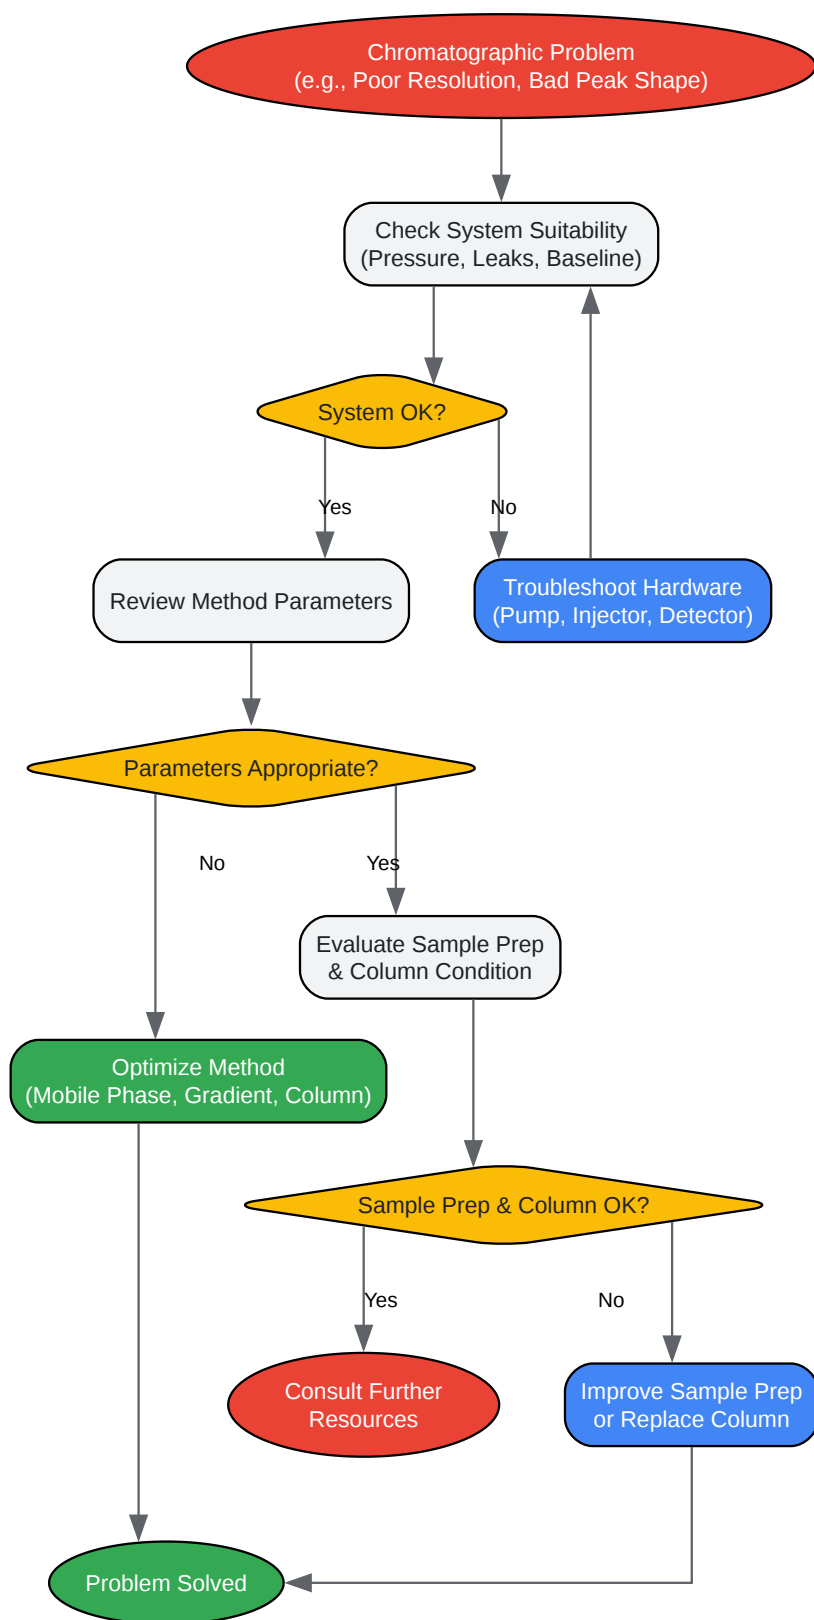 Chromatographic Problem
(e.g., Poor Resolution, Bad Peak Shape)
Check System Suitability
(Pressure, Leaks, Baseline)
System OK?
Yes
No
Review Method Parameters
Troubleshoot Hardware
(Pump, Injector, Detector)
Parameters Appropriate?
No
Yes
Evaluate Sample Prep
& Column Condition
Optimize Method
(Mobile Phase, Gradient, Column)
Sample Prep & Column OK?
Yes
No
Consult Further
Resources
Improve Sample Prep
or Replace Column
Problem Solved